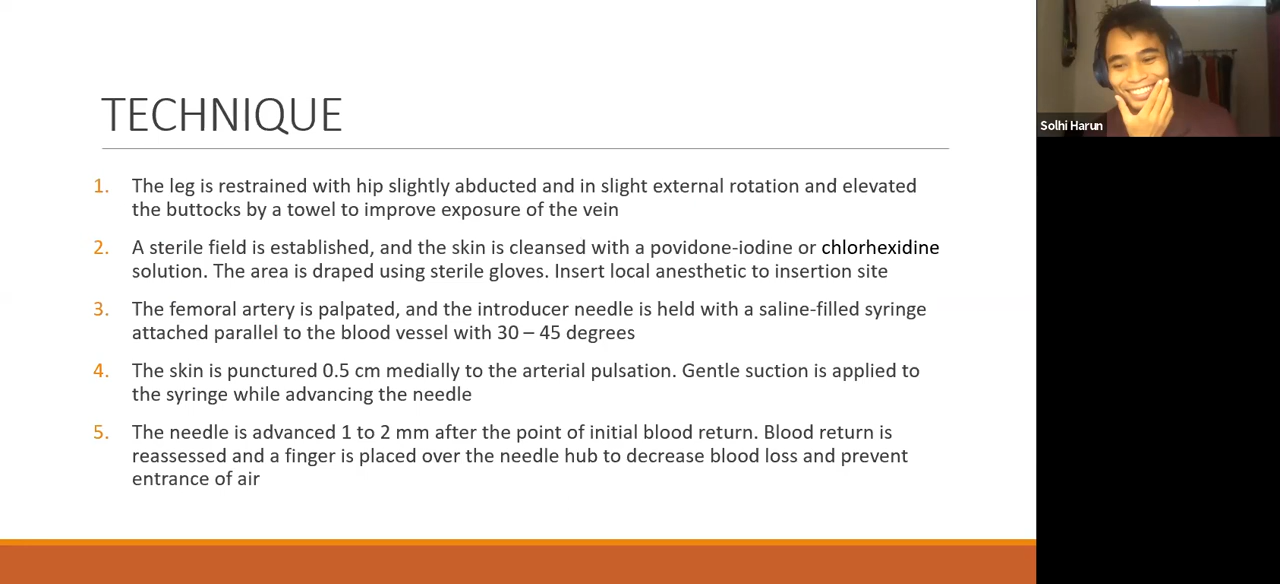 TECHNIQUE
1. The leg is restrained with hip slightly abducted and in slight external rotation and elevated
the buttocks by a towel to improve exposure of the vein
2. A sterile field is established, and the skin is cleansed with a povidone-iodine or chlorhexidine
solution. The area is draped using sterile gloves. Insert local anesthetic to insertion site
3. The femoral artery is palpated, and the introducer needle is held with a saline-filled syringe
attached parallel to the blood vessel with 30 – 45 degrees
4. The skin is punctured 0.5 cm medially to the arterial pulsation. Gentle suction is applied to
the syringe while advancing the needle
5. The needle is advanced 1 to 2 mm after the point of initial blood return. Blood return is
reassessed and a finger is placed over the needle hub to decrease blood loss and prevent
entrance of air
Solhi Harun